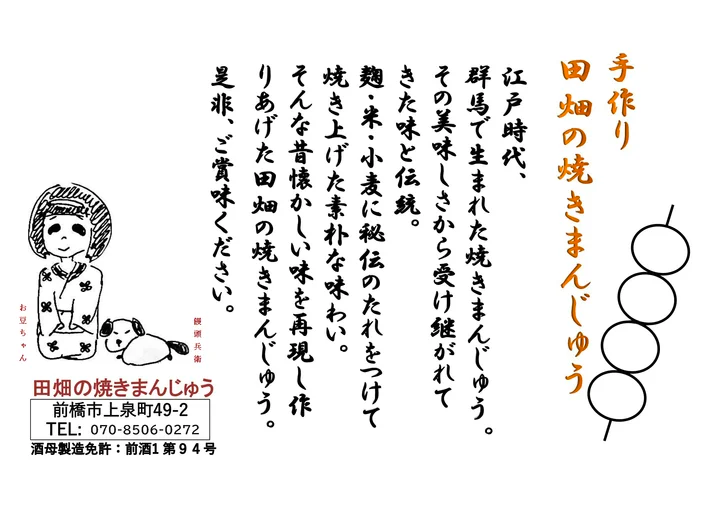 手作り
田畑の焼きまんじゅう
江戸時代、
群馬で生まれた焼きまんじゅう。
その美味しさから受け継がれて
きた味と伝統。
麹・米・小麦に秘伝のたれをつけて
焼き上げた素朴な味わい。
そんな昔懐かしい味を再現し作
りあげた田畑の焼きまんじゅう。
是非、ご賞味ください。
饅頭兵衛
お豆ちゃん
田畑の焼きまんじゅう
前橋市上泉町49-2
TEL: 070-8506-0272
酒母製造免許：前酒1第９４号